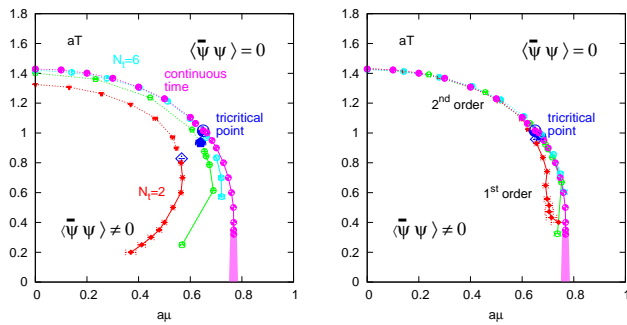 aT
N_t=6
⟨ψ̄ ψ⟩ = 0
continuous
time
tricritical
point
N_t=2
⟨ψ̄ ψ⟩ ≠ 0
1.8
1.6
1.4
1.2
1
0.8
0.6
0.4
0.2
0
0 0.2 0.4 0.6 0.8 1
aμ
aT
⟨ψ̄ ψ⟩ = 0
2nd order
tricritical
point
1st order
⟨ψ̄ ψ⟩ ≠ 0
1.8
1.6
1.4
1.2
1
0.8
0.6
0.4
0.2
0
0 0.2 0.4 0.6 0.8 1
aμ